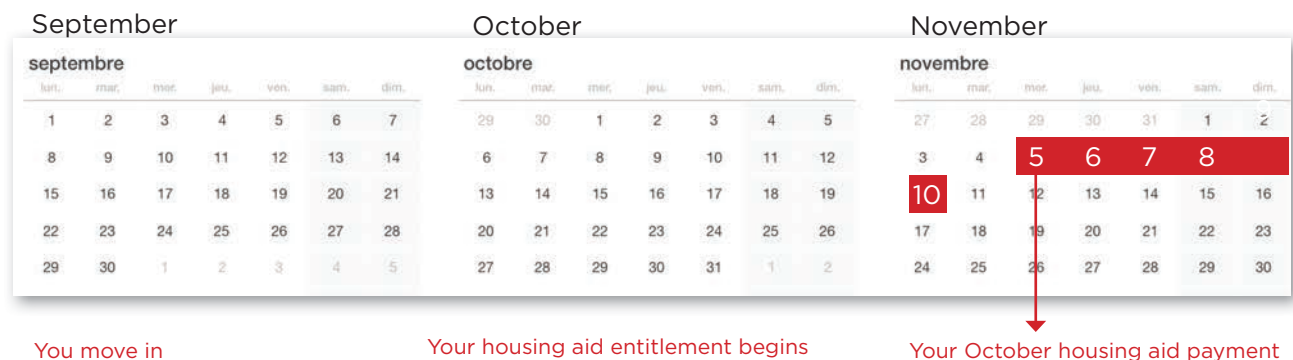 September October November
septembre octobre novembre
lun. mar. mer. jeu. ven. sam. dim. lun. mar. mer. jeu. ven. sam. dim. lun. mar. mer. jeu. ven. sam. dim.
1 2 3 4 5 6 7 29 30 1 2 3 4 5 27 28 29 30 31 1 2
8 9 10 11 12 13 14 6 7 8 9 10 11 12 3 4 5 6 7 8
15 16 17 18 19 20 21 13 14 15 16 17 18 19 10 11 12 13 14 15 16
22 23 24 25 26 27 28 20 21 22 23 24 25 26 17 18 19 20 21 22 23
29 30 1 2 3 4 5 27 28 29 30 31 1 2 24 25 26 27 28 29 30
You move in Your housing aid entitlement begins Your October housing aid payment